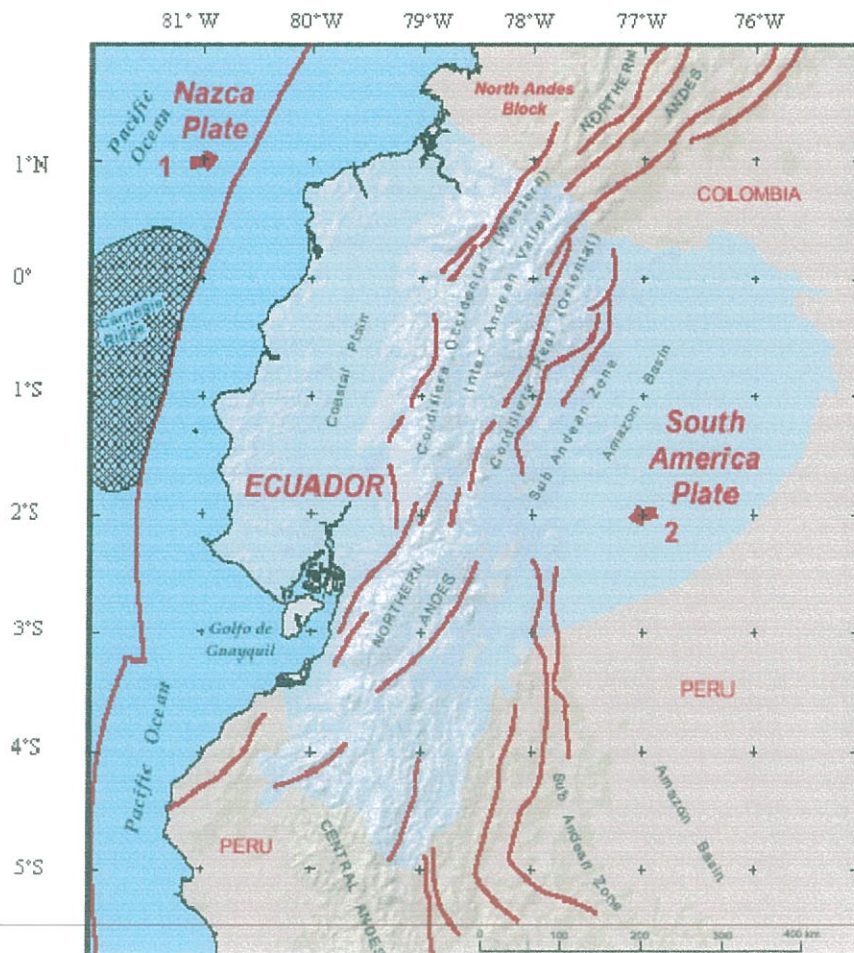 81° W 80°W 79°W 78°W 77°W 76°W
Nazca
Plate
1
Pacific
Ocean
North Andes
Block
NORTHERN
ANDES
1°N
COLOMBIA
0°
Carnegie
Ridge
Coastal Plain
Cordillera Occidental (Western)
Inter Andean Valley)
Cordillera Real (Oriental)
Sub Andean Zone
Amazon Basin
1°S
South
America
Plate
2
ECUADOR
2°S
NORTHERN
ANDES
Golfo de
Guayquil
3°S
PERU
Pacific Ocean
4°S
PERU
CENTRAL ANDES
Sub Andean Zone
Amazon Basin
5°S
0 100 200 300 400 km